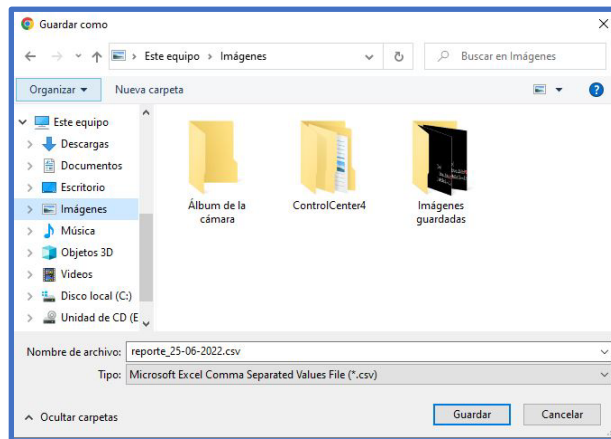 Guardar como
Este equipo > Imágenes
Buscar en Imágenes
Organizar
Nueva carpeta
Este equipo
Descargas
Documentos
Escritorio
Imágenes
Música
Objetos 3D
Videos
Disco local (C:)
Unidad de CD (E
Álbum de la
cámara
ControlCenter4
Imágenes
guardadas
Nombre de archivo: reporte_25-06-2022.csv
Tipo: Microsoft Excel Comma Separated Values File (*.csv)
Ocultar carpetas
Guardar
Cancelar